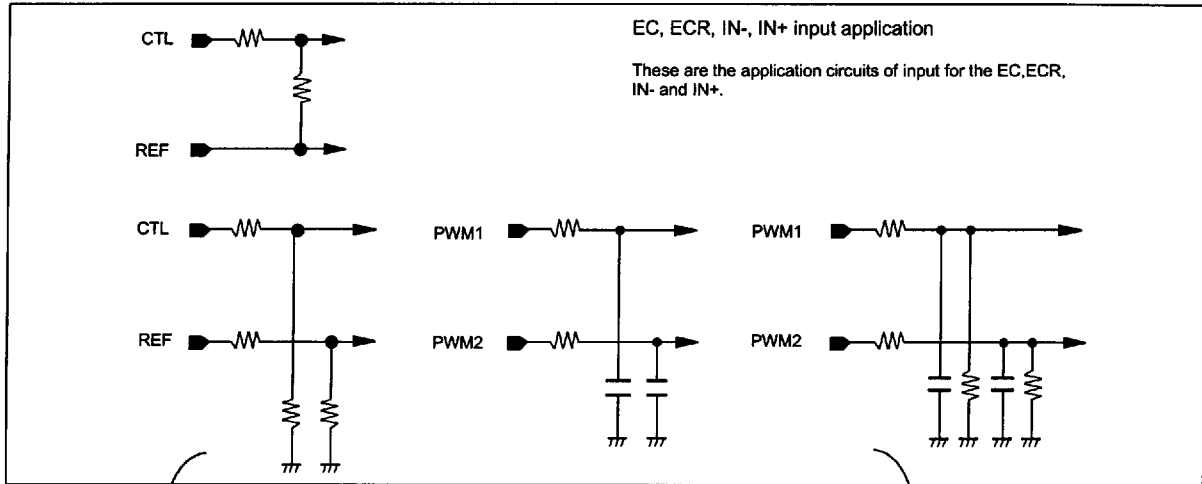 CTL
EC, ECR, IN-, IN+ input application
These are the application circuits of input for the EC,ECR,
IN- and IN+.
REF
CTL
PWM1
PWM1
REF
PWM2
PWM2